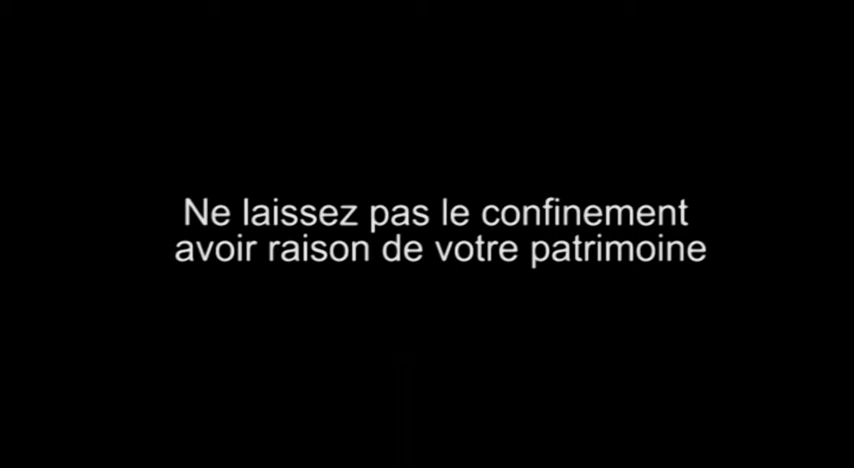 Ne laissez pas le confinement
avoir raison de votre patrimoine